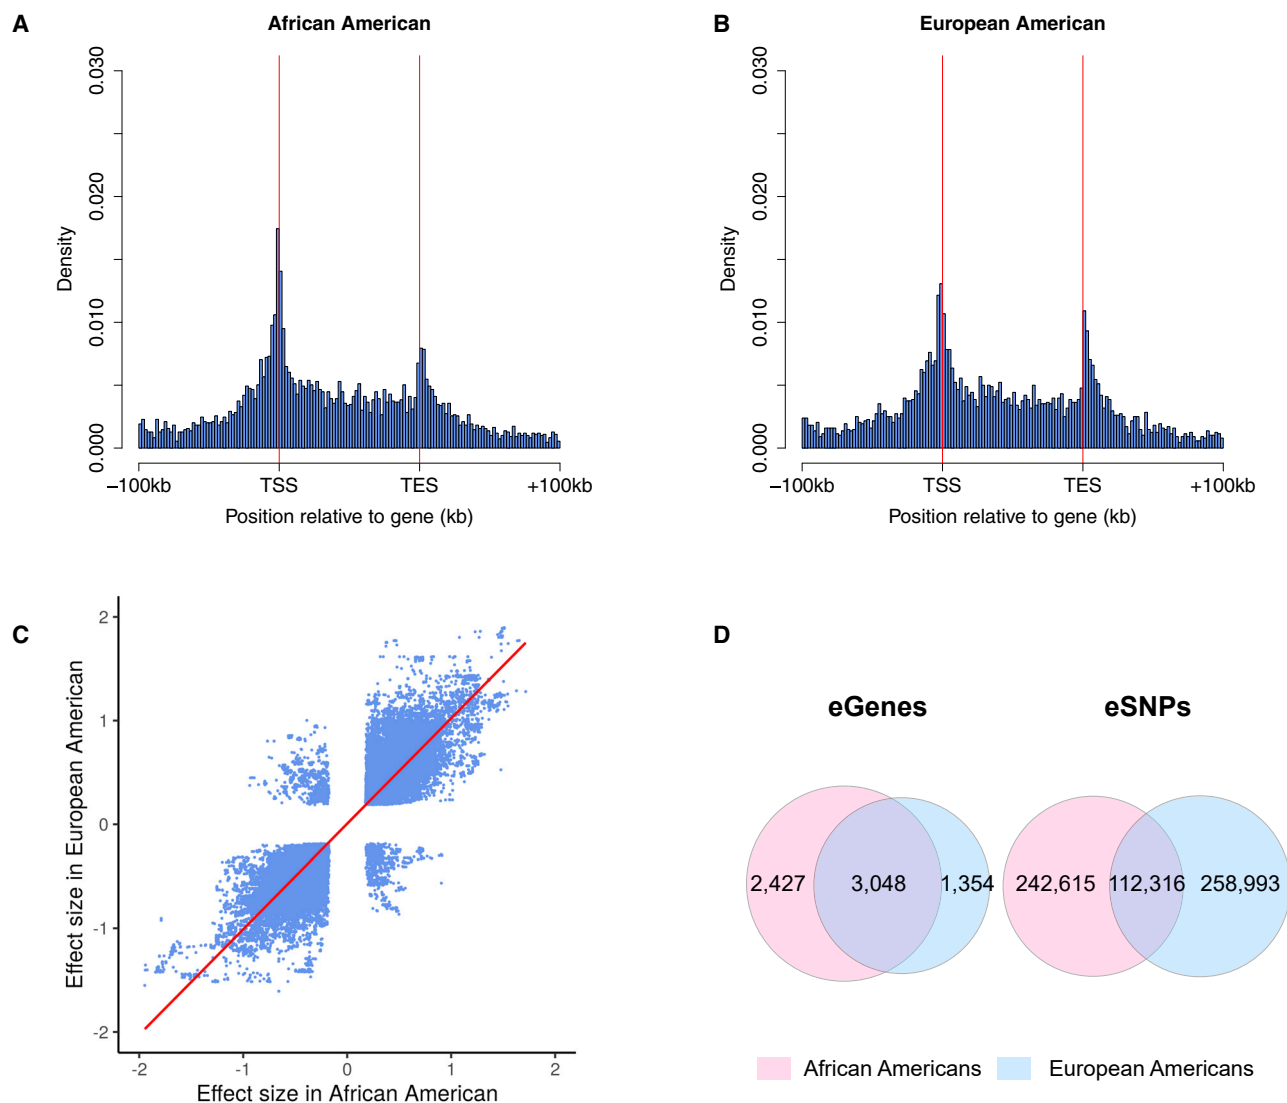 A
African American
0.030
0.020
0.010
0.000
Density
−100kb
TSS
TES
+100kb
Position relative to gene (kb)
B
European American
0.030
0.020
0.010
0.000
Density
−100kb
TSS
TES
+100kb
Position relative to gene (kb)
C
Effect size in European American
2
1
0
-1
-2
-2
-1
0
1
2
Effect size in African American
D
eGenes
eSNPs
2,427
3,048
1,354
242,615
112,316
258,993
African Americans
European Americans